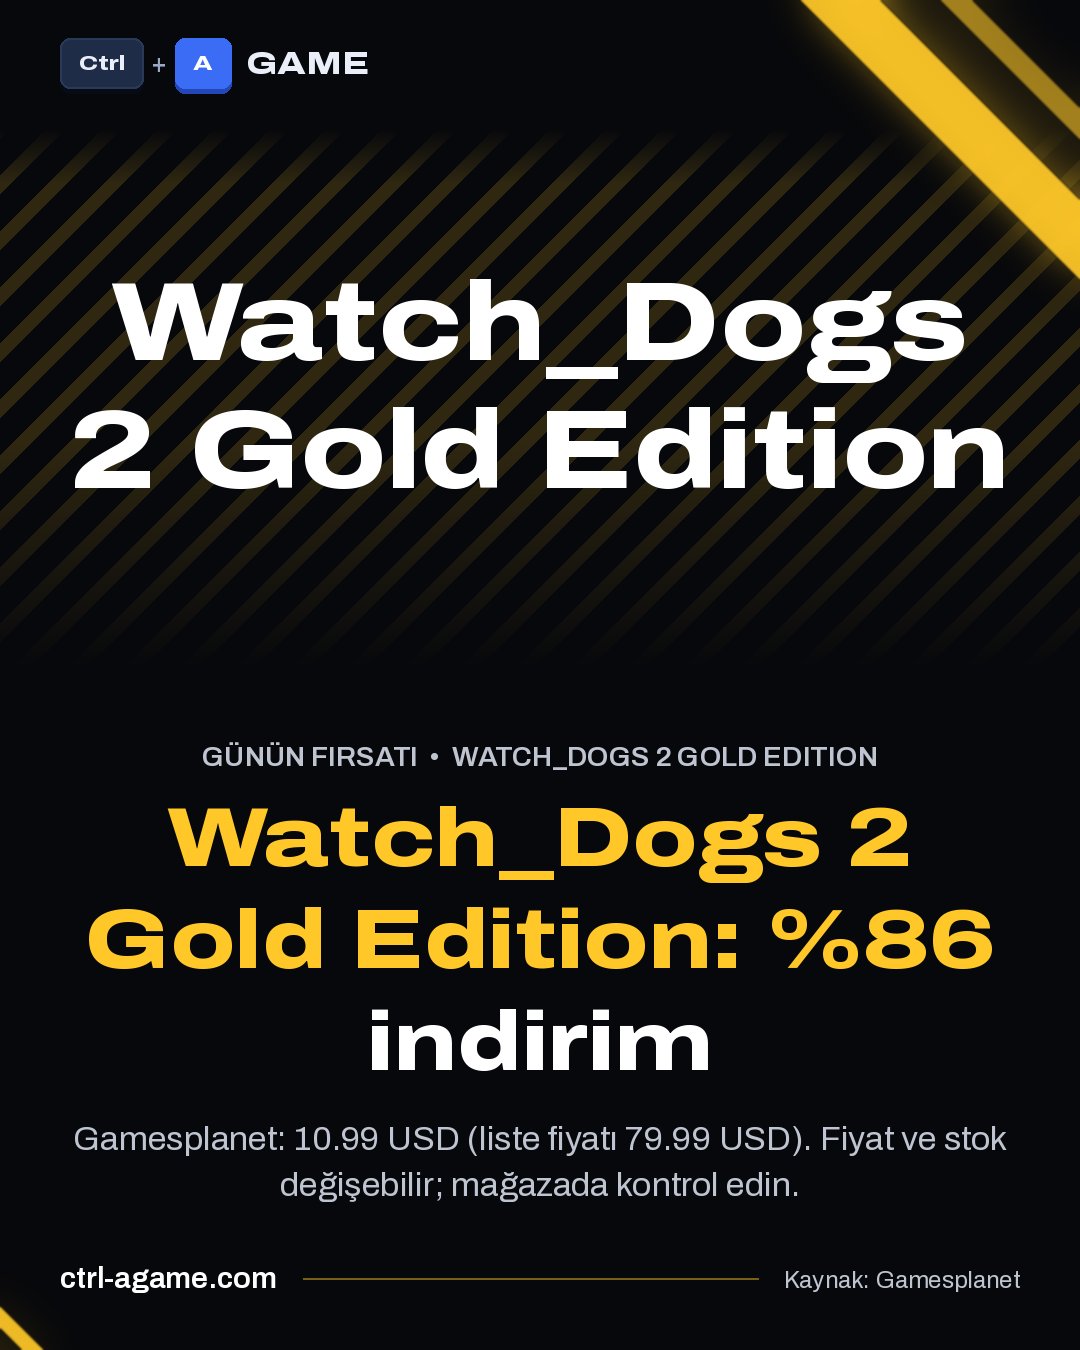 Ctrl + A GAME
Watch_Dogs
2 Gold Edition
GÜNÜN FIRSATI • WATCH_DOGS 2 GOLD EDITION
Watch_Dogs 2
Gold Edition: %86
indirim
Gamesplanet: 10.99 USD (liste fiyatı 79.99 USD). Fiyat ve stok
değişebilir; mağazada kontrol edin.
ctrl-agame.com
Kaynak: Gamesplanet